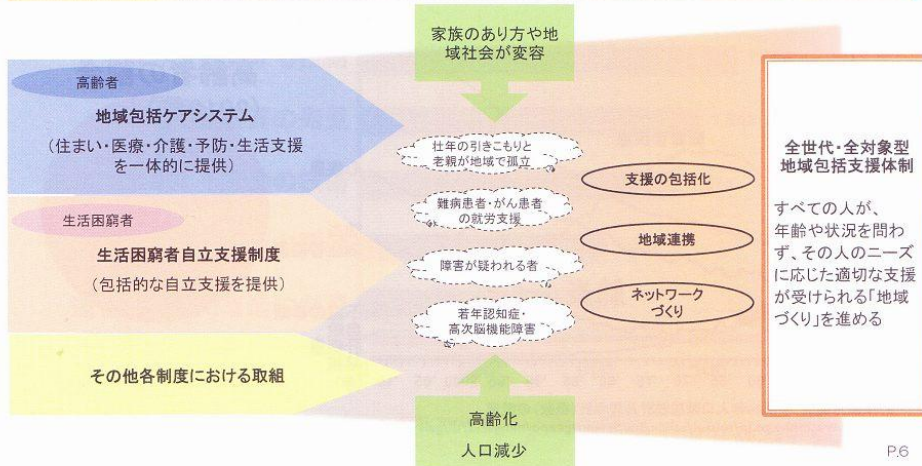 家族のあり方や地
域社会が変容
高齢者
地域包括ケアシステム
（住まい・医療・介護・予防・生活支援
を一体的に提供）
生活困窮者
生活困窮者自立支援制度
（包括的な自立支援を提供）
その他各制度における取組
壮年の引きこもりと
老親が地域で孤立
難病患者・がん患者
の就労支援
障害が疑われる者
若年認知症・
高次脳機能障害
支援の包括化
地域連携
ネットワーク
づくり
全世代・全対象型
地域包括支援体制
すべての人が、
年齢や状況を問わ
ず、その人のニーズ
に応じた適切な支援
が受けられる「地域
づくり」を進める
高齢化
人口減少
P.6